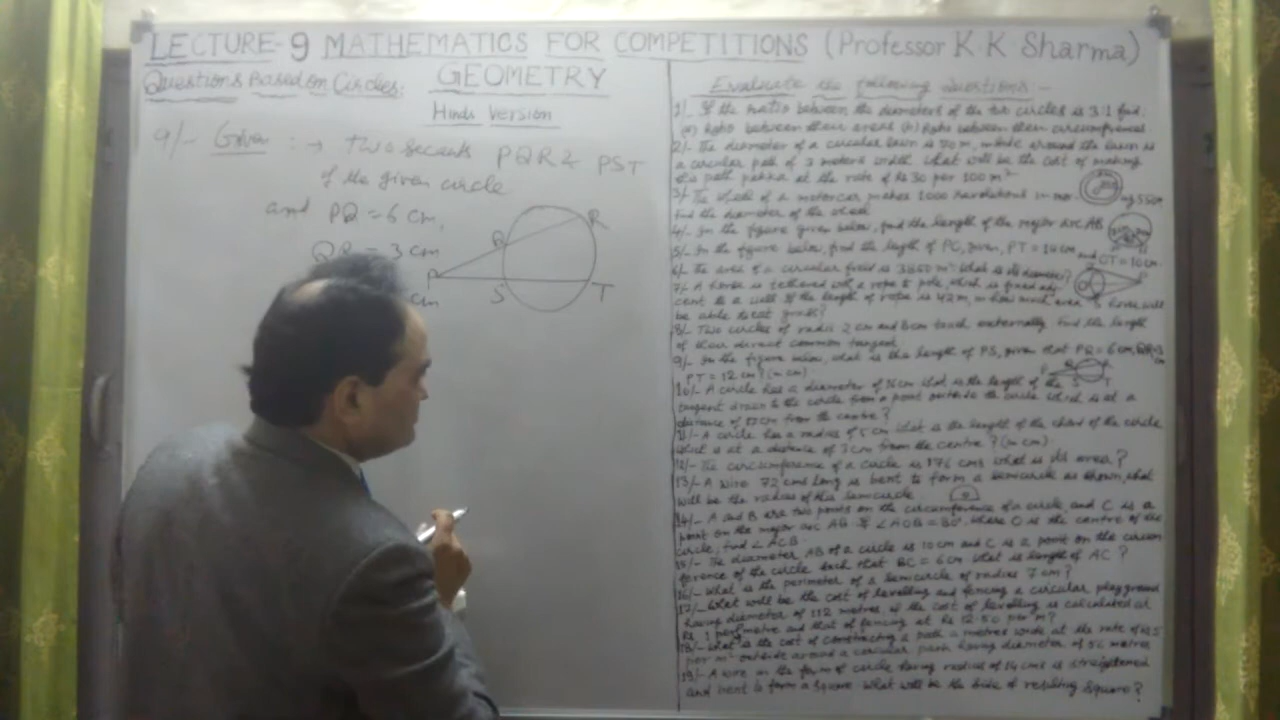 LECTURE-9 MATHEMATICS FOR COMPETITIONS (Professor K K Sharma)
Questions Based on Circles:
GEOMETRY
Hindi Version
9/- Given :→ Two secants PQR & PST
of the given circle
and PQ = 6 cm,
QR = 3 cm
cm
P Q R S T
Evaluate the following Questions :-
1/- If the ratio between the diameters of the two circles is 3:1 find.
(a) Ratio between their areas (b) Ratio between their circumferences
2/- The diameter of a circular lawn is around the lawn is
a circular path of 3 meters width what will be the cost of making
this path pakka at the rate of Rs 30 per 100 m²
3/- The wheel of a motorcar makes 1000 revolutions in
find the diameter of the wheel
4/- In the figure given below, find the length of the major arc AB
5/- In the figure below, find the length of PC, given, PT = 14 cm and OT = 10 cm.
6/- The area of a circular field is 3850 m² what is its diameter?
7/- A horse is tethered with a rope to pole, which is fixed adja
cent to a wall If the length of rope is 42 m, in how much area horse will
be able to eat grass?
8/- Two circles of radii 2 cm and 8 cm touch externally find the length
of their direct common tangent
9/- In the figure below, what is the length of PS, given that PQ = 6 cm, QR = 3 cm
PT = 12 cm? (in cm)
10/- A circle has a diameter of 16 cm what is the length of the
tangent drawn to the circle from a point outside the circle which is at a
distance of from the centre?
11/- A circle has a radius of 5 cm what is the length of the chord of the circle
which is at a distance of 3 cm from the centre? (in cm)
12/- The circumference of a circle is 176 cms what is its area?
13/- A wire 72 cms long is bent to form a semicircle as shown, what
will be the radius of this semicircle
14/- A and B are two points on the circumference of a circle, and C is a
point on the major arc AB If ∠AOB = 80°, where O is the centre of the
circle, find ∠ACB
15/- The diameter AB of a circle is 10 cm and C is a point on the circum
ference of the circle such that BC = 6 cm what is length of AC?
16/- What is the perimeter of a semicircle of radius 7 cm?
17/- What will be the cost of levelling and fencing a circular playground
having diameter of 112 metres, if the cost of levelling is calculated at
Rs 1 per metre and that of fencing at Rs 12.50 per m?
18/- What is the cost of constructing a path metres wide at the rate of Rs 5
per m² outside around a circular park having diameter of 56 metres
19/- A wire in the form of circle having radius of 14 cms is straightened
and bent to form a square what will be the side of resulting square?